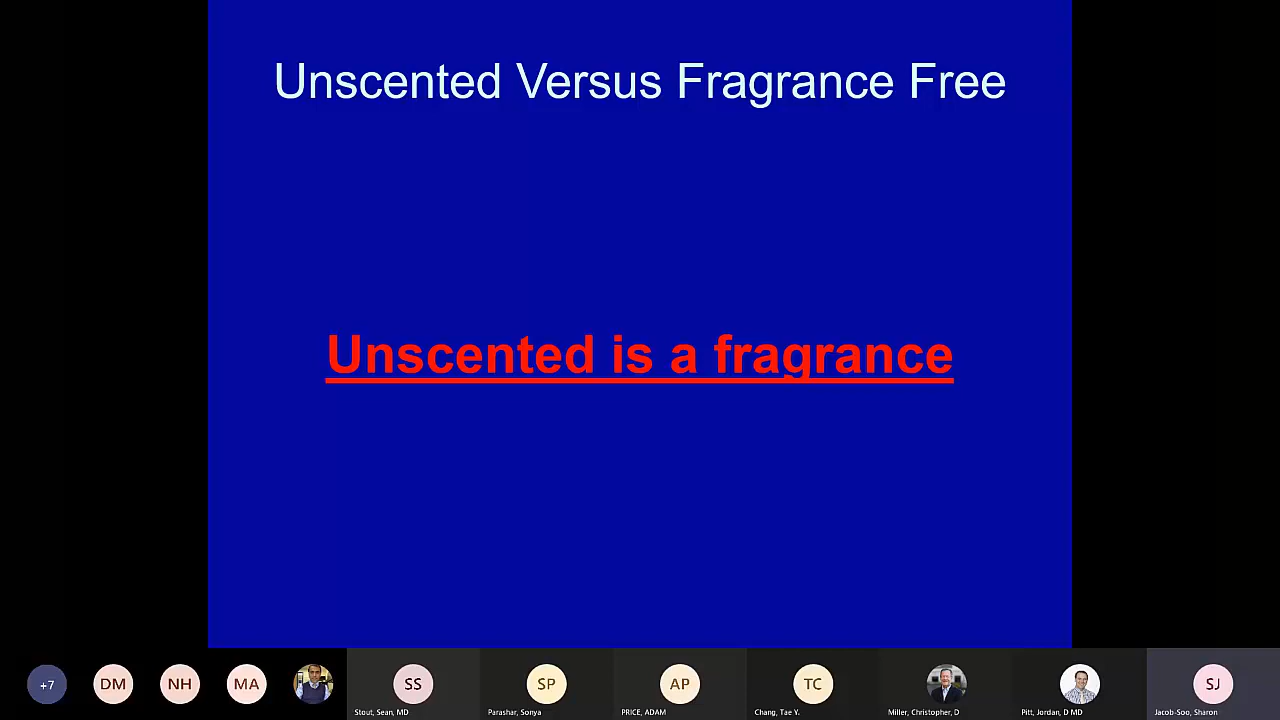 Unscented Versus Fragrance Free
Unscented is a fragrance
+7
DM
NH
MA
SS
SP
AP
TC
SJ
Stout, Sean, MD
Parashar, Sonya
PRICE, ADAM
Chang, Tae Y.
Miller, Christopher, D
Pitt, Jordan, D MD
Jacob-Soo, Sharon